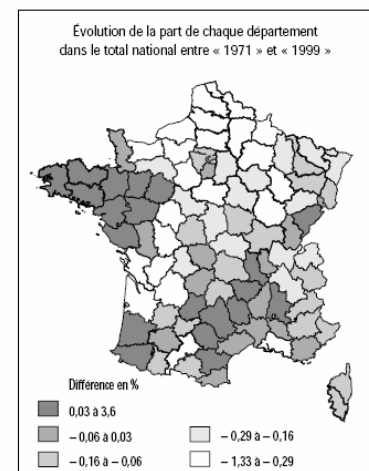 Évolution de la part de chaque département
dans le total national entre « 1971 » et « 1999 »
Différence en %
0,03 à 3,6
– 0,06 à 0,03
– 0,16 à – 0,06
– 0,29 à – 0,16
– 1,33 à – 0,29